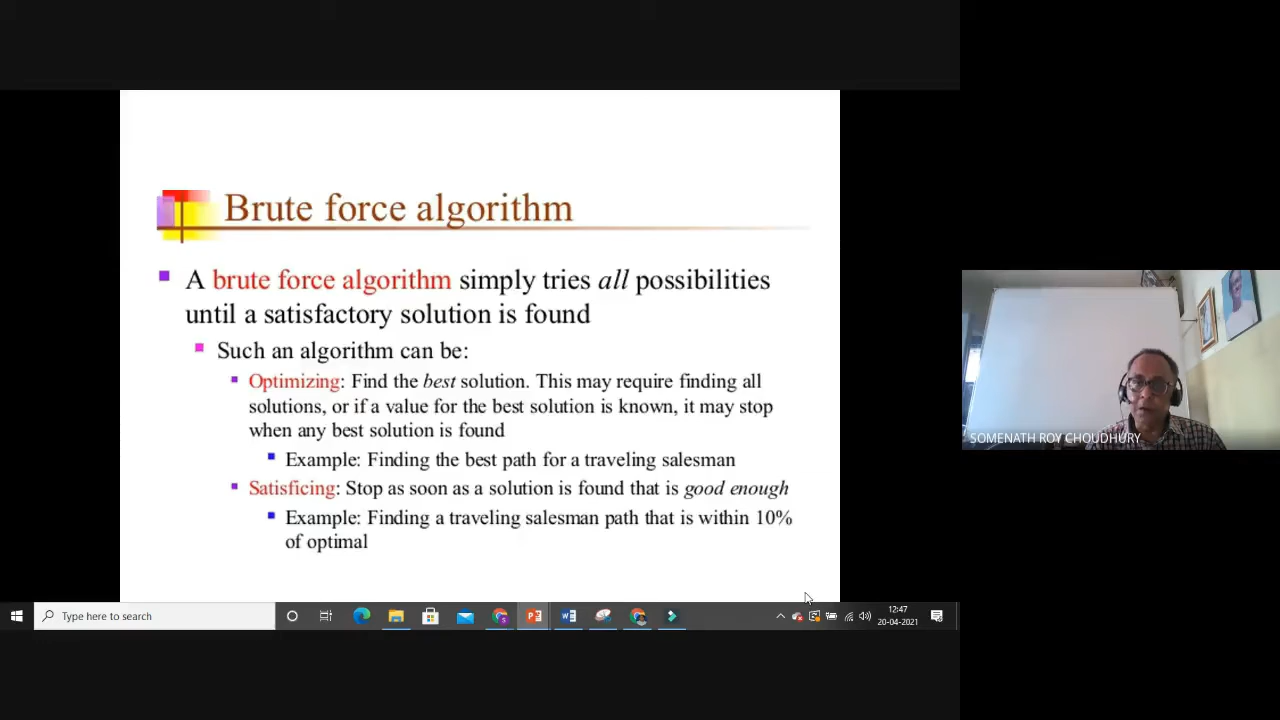 Brute force algorithm
A brute force algorithm simply tries all possibilities
until a satisfactory solution is found
Such an algorithm can be:
Optimizing: Find the best solution. This may require finding all
solutions, or if a value for the best solution is known, it may stop
when any best solution is found
Example: Finding the best path for a traveling salesman
Satisficing: Stop as soon as a solution is found that is good enough
Example: Finding a traveling salesman path that is within 10%
of optimal
SOMENATH ROY CHOUDHURY
Type here to search
12:47
20-04-2021